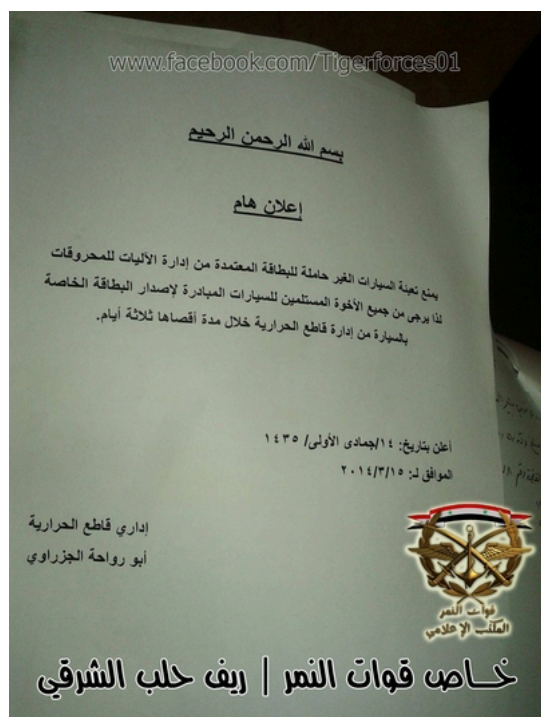 www.facebook.com/Tigerforces01
بسم الله الرحمن الرحيم
إعلان هام
يمنع تعبئة السيارات الغير حاملة للبطاقة المعتمدة من إدارة الآليات للمحروقات
لذا يرجى من جميع الأخوة المستلمين للسيارات المبادرة لإصدار البطاقة الخاصة
بالسيارة من إدارة قاطع الحرارية خلال مدة أقصاها ثلاثة أيام.
أعلن بتاريخ: ١٤/جمادى الأولى/ ١٤٣٥
الموافق لـ: ٢٠١٤/٣/١٥
إداري قاطع الحرارية
أبو رواحة الجزراوي
قوات النمر
المكتب الإعلامي
خاص قوات النمر | ريف حلب الشرقي